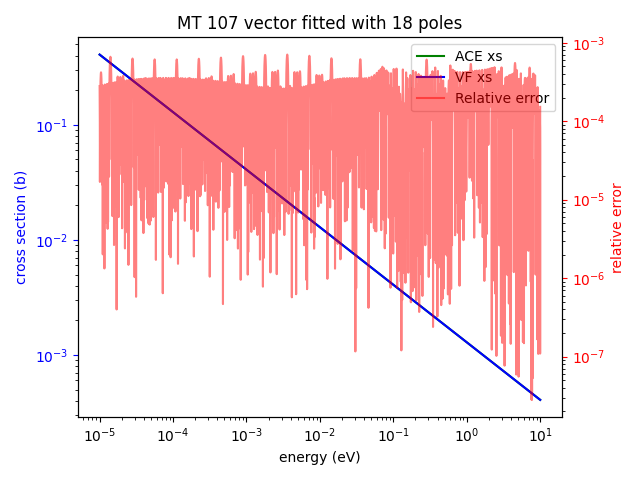 MT 107 vector fitted with 18 poles
ACE xs
VF xs
Relative error
cross section (b)
10⁻¹
10⁻²
10⁻³
relative error
10⁻³
10⁻⁴
10⁻⁵
10⁻⁶
10⁻⁷
10⁻⁵ 10⁻⁴ 10⁻³ 10⁻² 10⁻¹ 10⁰ 10¹
energy (eV)